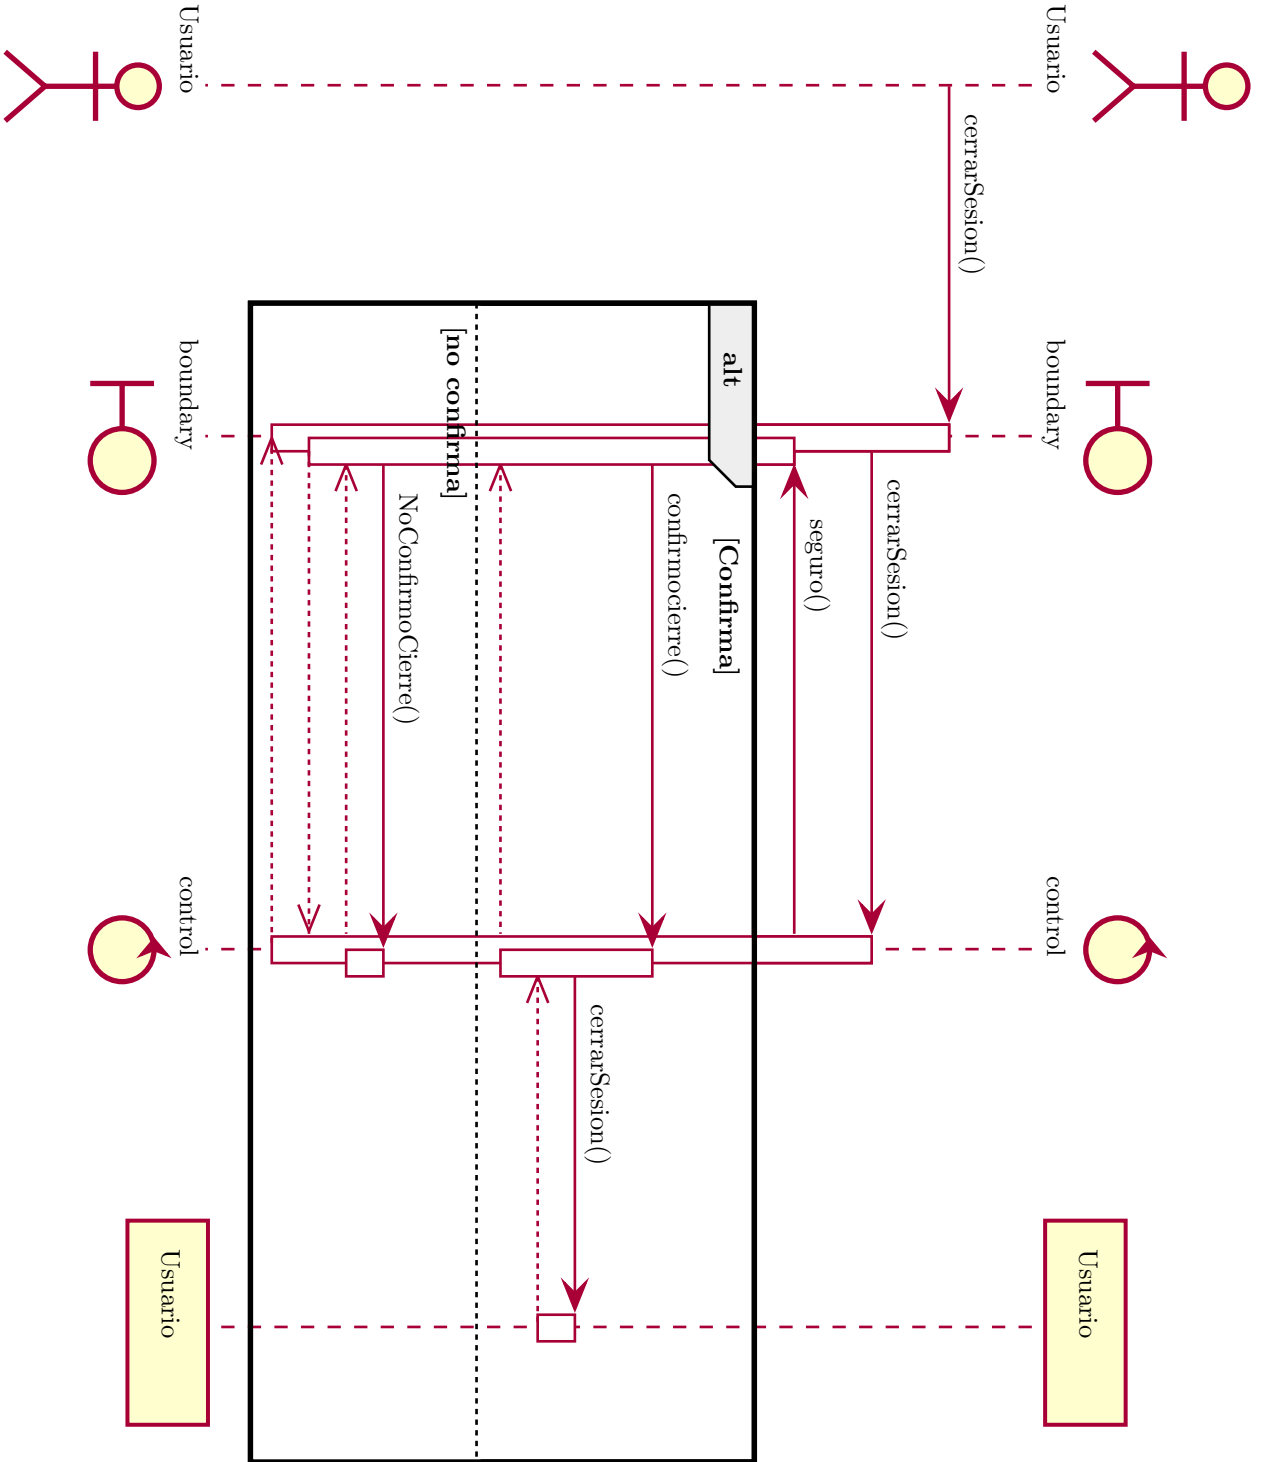 Usuario
boundary
control
Usuario
cerrarSesion()
cerrarSesion()
seguro()
alt
[Confirma]
confirmocierre()
cerrarSesion()
[no confirma]
NoConfirmoCierre()
Usuario
boundary
control
Usuario